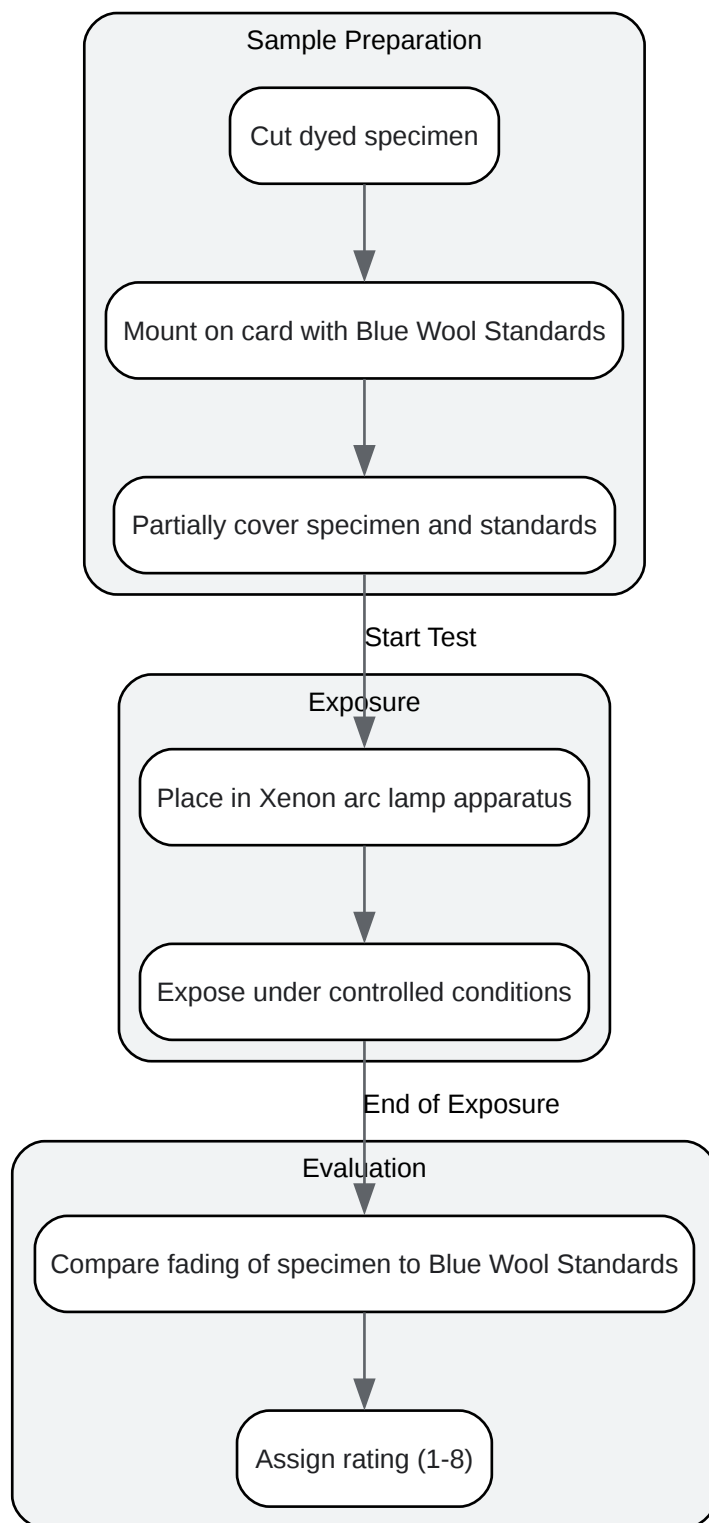 Sample Preparation
Cut dyed specimen
Mount on card with Blue Wool Standards
Partially cover specimen and standards
Start Test
Exposure
Place in Xenon arc lamp apparatus
Expose under controlled conditions
End of Exposure
Evaluation
Compare fading of specimen to Blue Wool Standards
Assign rating (1-8)